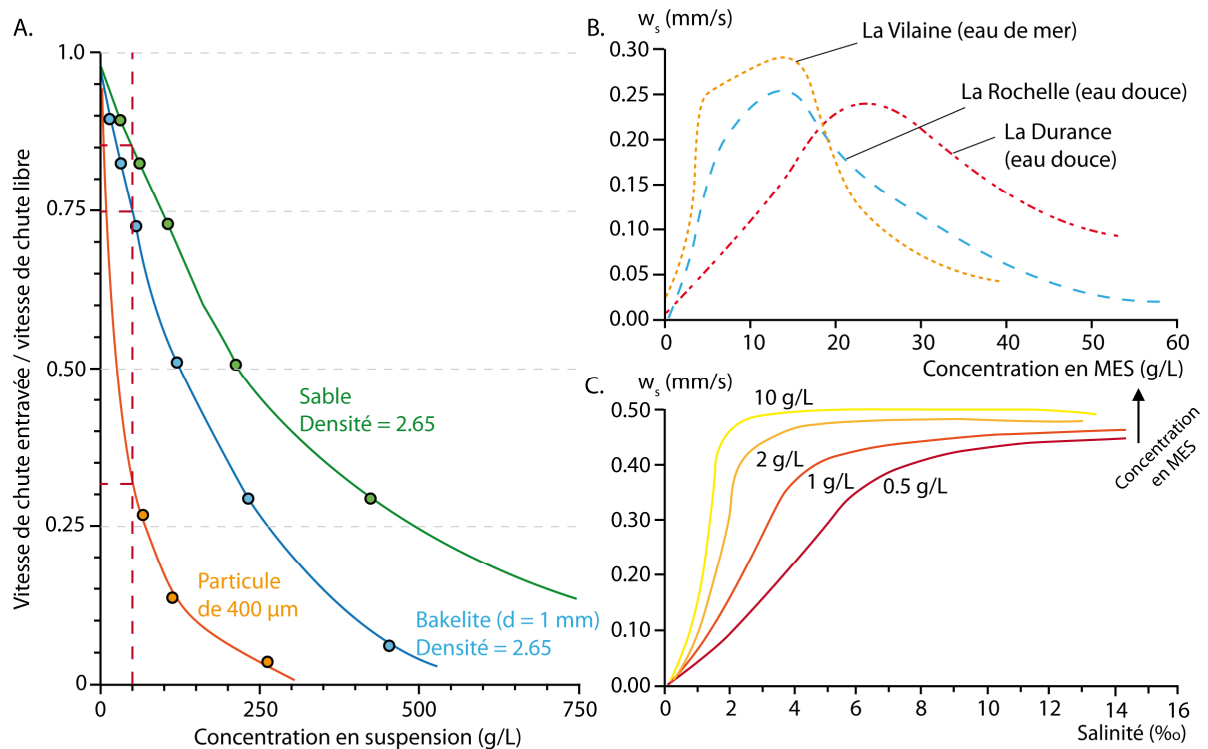 A.
Vitesse de chute entravée / vitesse de chute libre
1.0
0.75
0.50
0.25
0
0 250 500 750
Concentration en suspension (g/L)
Sable
Densité = 2.65
Particule
de 400 µm
Bakelite (d = 1 mm)
Densité = 2.65
B.
ws (mm/s)
0.30
0.25
0.20
0.15
0.10
0.05
0.00
0 10 20 30 40 50 60
Concentration en MES (g/L)
La Vilaine (eau de mer)
La Rochelle (eau douce)
La Durance
(eau douce)
C.
ws (mm/s)
0.50
0.40
0.30
0.20
0.10
0.00
0 2 4 6 8 10 12 14 16
Salinité (‰)
10 g/L
2 g/L
1 g/L
0.5 g/L
Concentration
en MES